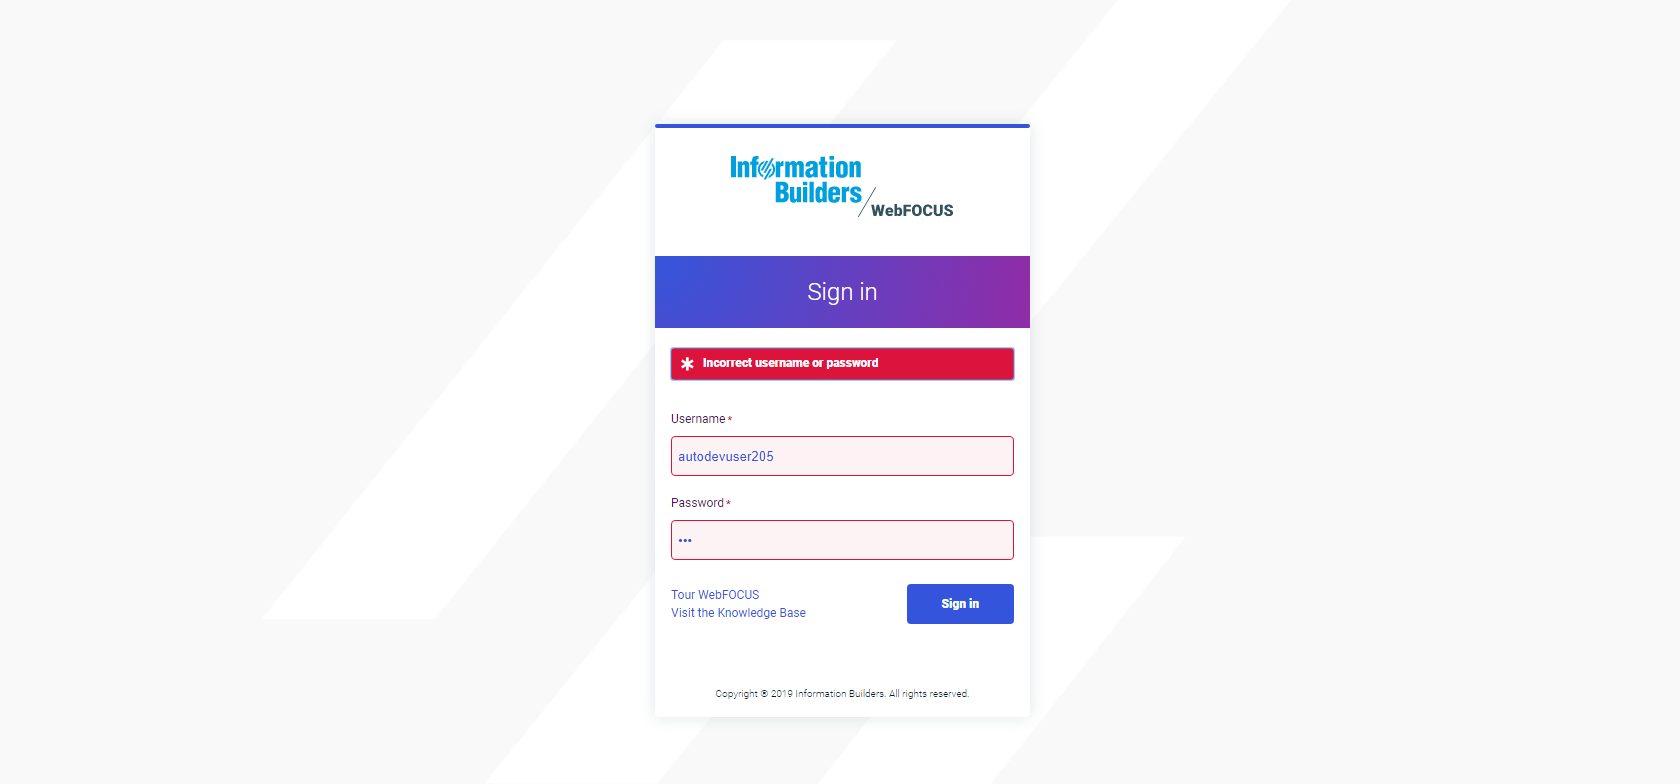 Information
Builders
WebFOCUS
Sign in
Incorrect username or password
Username *
autodevuser205
Password *
•••
Tour WebFOCUS
Visit the Knowledge Base
Sign in
Copyright © 2019 Information Builders. All rights reserved.